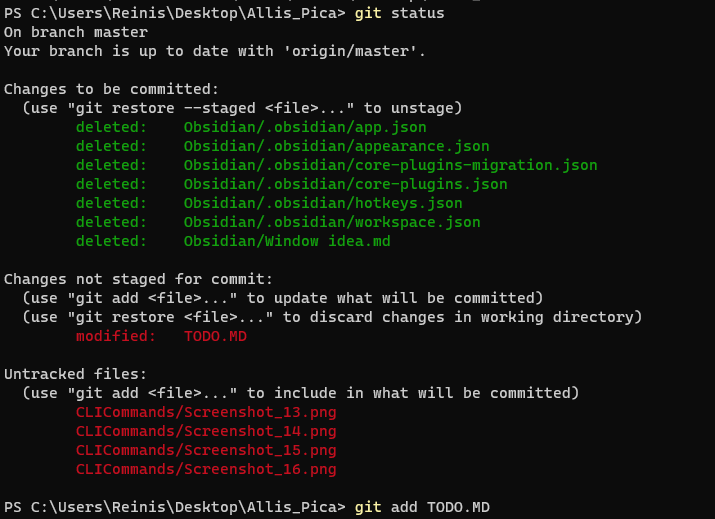 PS C:\Users\Reinis\Desktop\Allis_Pica> git status
On branch master
Your branch is up to date with 'origin/master'.
Changes to be committed:
  (use "git restore --staged <file>..." to unstage)
        deleted:    Obsidian/.obsidian/app.json
        deleted:    Obsidian/.obsidian/appearance.json
        deleted:    Obsidian/.obsidian/core-plugins-migration.json
        deleted:    Obsidian/.obsidian/core-plugins.json
        deleted:    Obsidian/.obsidian/hotkeys.json
        deleted:    Obsidian/.obsidian/workspace.json
        deleted:    Obsidian/Window idea.md
Changes not staged for commit:
  (use "git add <file>..." to update what will be committed)
  (use "git restore <file>..." to discard changes in working directory)
        modified:   TODO.MD
Untracked files:
  (use "git add <file>..." to include in what will be committed)
        CLICommands/Screenshot_13.png
        CLICommands/Screenshot_14.png
        CLICommands/Screenshot_15.png
        CLICommands/Screenshot_16.png
PS C:\Users\Reinis\Desktop\Allis_Pica> git add TODO.MD